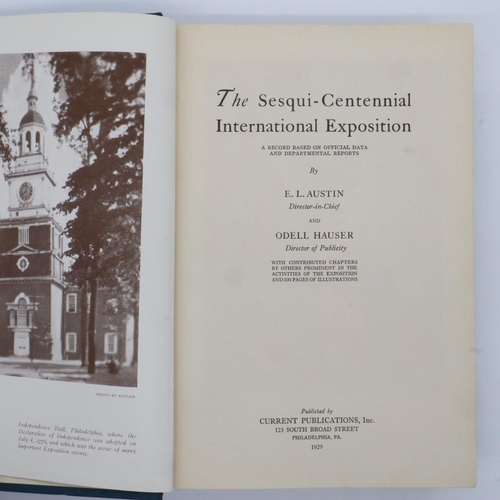 PHOTO BY RITTASE
Independence Hall, Philadelphia, where the
Declaration of Independence was adopted on
July 4, 1776, and which was the scene of many
important Exposition events.
The Sesqui-Centennial
International Exposition
A RECORD BASED ON OFFICIAL DATA
AND DEPARTMENTAL REPORTS
By
E. L. AUSTIN
Director-in-Chief
AND
ODELL HAUSER
Director of Publicity
WITH CONTRIBUTED CHAPTERS
BY OTHERS PROMINENT IN THE
ACTIVITIES OF THE EXPOSITION
AND 100 PAGES OF ILLUSTRATIONS
Published by
CURRENT PUBLICATIONS, Inc.
123 SOUTH BROAD STREET
PHILADELPHIA, PA.
1929